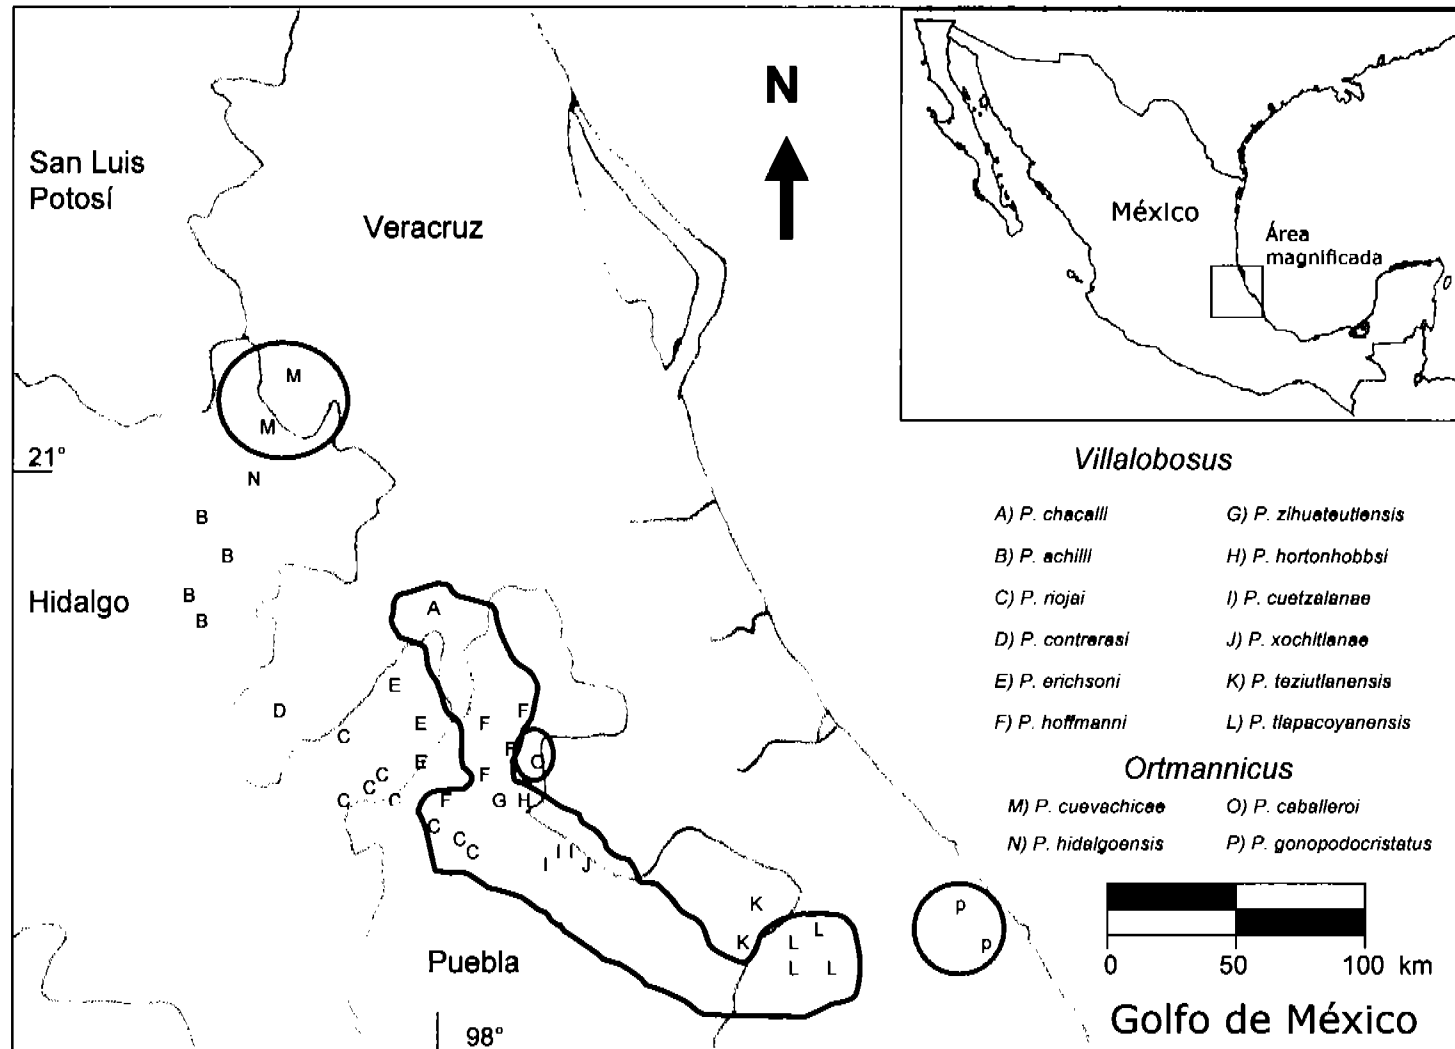 N
San Luis
Potosí
Veracruz
México
Área
magnificada
M
M
21°
N
B
B
Hidalgo
B
B
A
E
D
E
F
F
C
F
E
F
O
C
C
C
C
F
G
H
C
C
C
I
I
I
J
K
K
L
L
L
L
p
p
Puebla
98°
Villalobosus
A) P. chacalli
G) P. zihuateutlensis
B) P. achilli
H) P. hortonhobbsi
C) P. riojai
I) P. cuetzalanae
D) P. contrerasi
J) P. xochitlanae
E) P. erichsoni
K) P. teziutlanensis
F) P. hoffmanni
L) P. tlapacoyanensis
Ortmannicus
M) P. cuevachicae
O) P. caballeroi
N) P. hidalgoensis
P) P. gonopodocristatus
0 50 100 km
Golfo de México